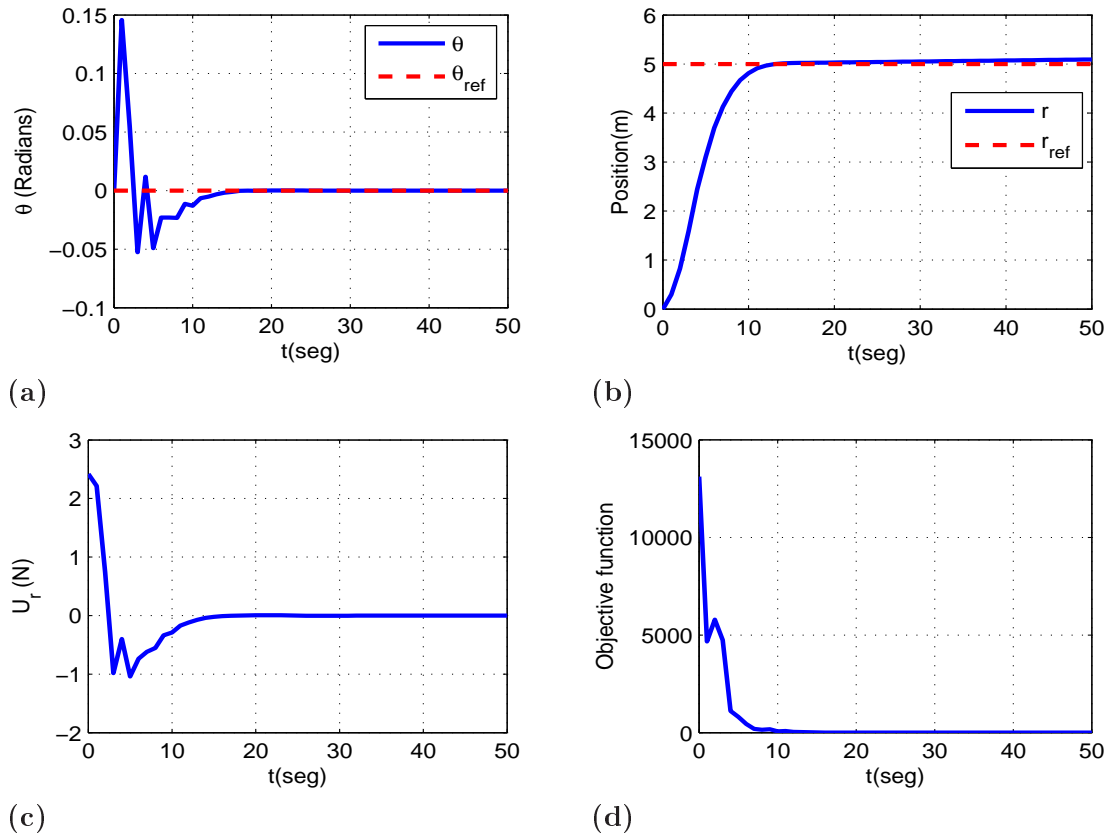 0.15
0.10
0.05
0
−0.05
−0.1
0
10
20
30
40
50
θ (Radians)
t(seg)
θ
θref
(a)
6
5
4
3
2
1
0
0
10
20
30
40
50
Position(m)
t(seg)
r
rref
(b)
3
2
1
0
−1
−2
0
10
20
30
40
50
Ur (N)
t(seg)
(c)
15000
10000
5000
0
0
10
20
30
40
50
Objective function
t(seg)
(d)